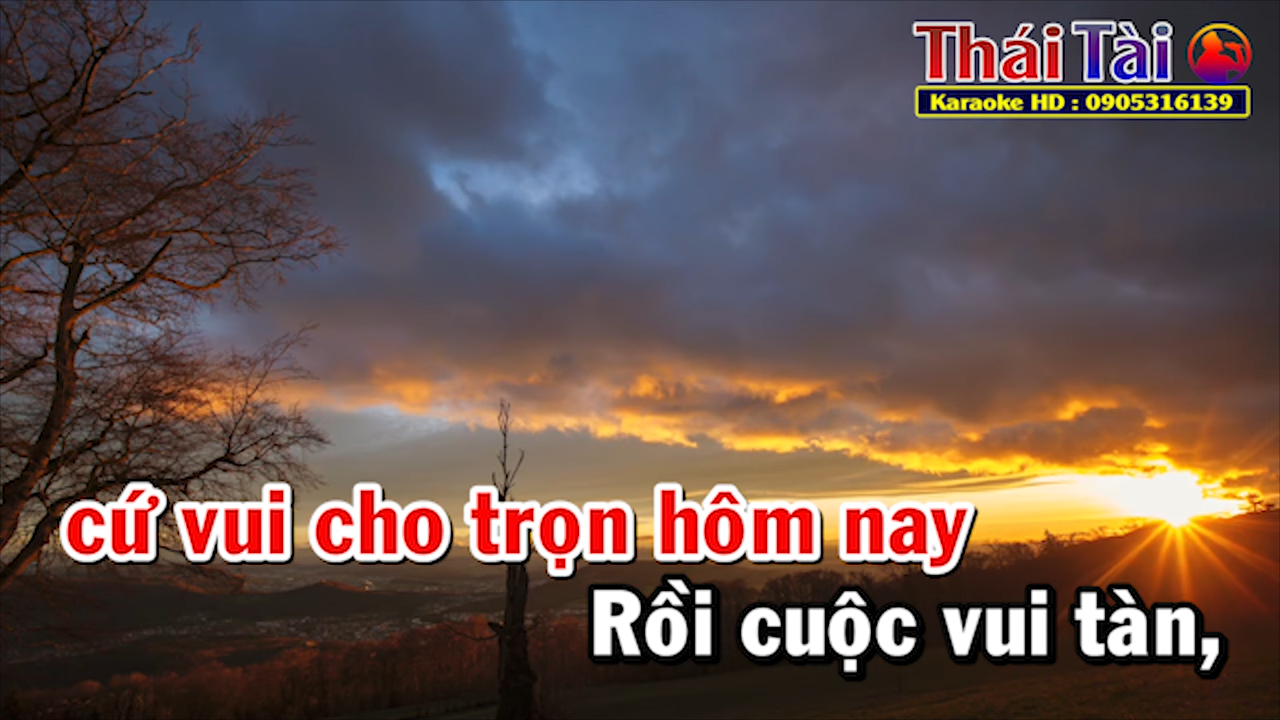 Thái Tài
Karaoke HD : 0905316139
cứ vui cho trọn hôm nay
Rồi cuộc vui tàn,